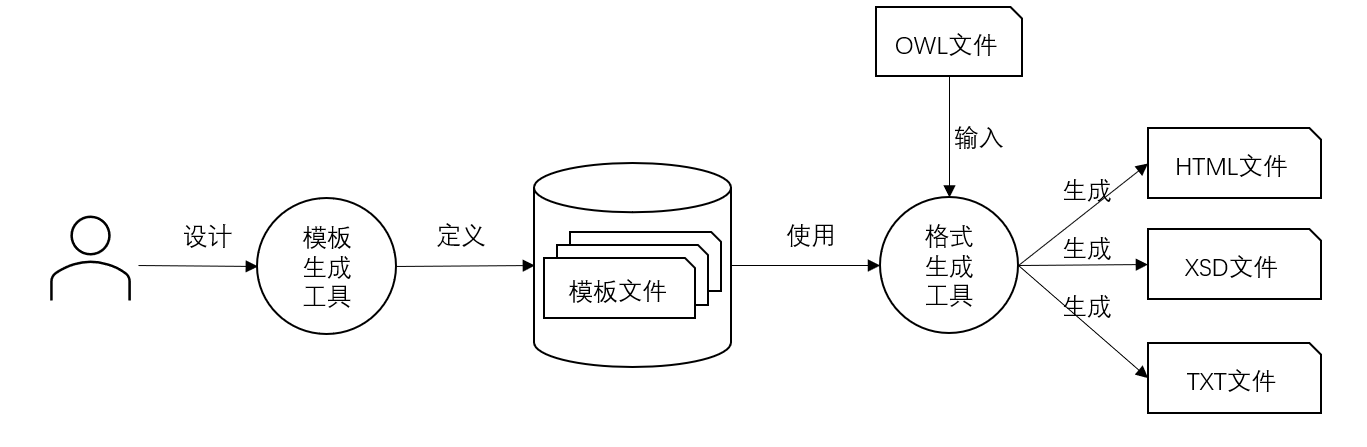 OWL文件
输入
设计
模板
生成
工具
定义
模板文件
使用
格式
生成
工具
生成
HTML文件
生成
XSD文件
生成
TXT文件